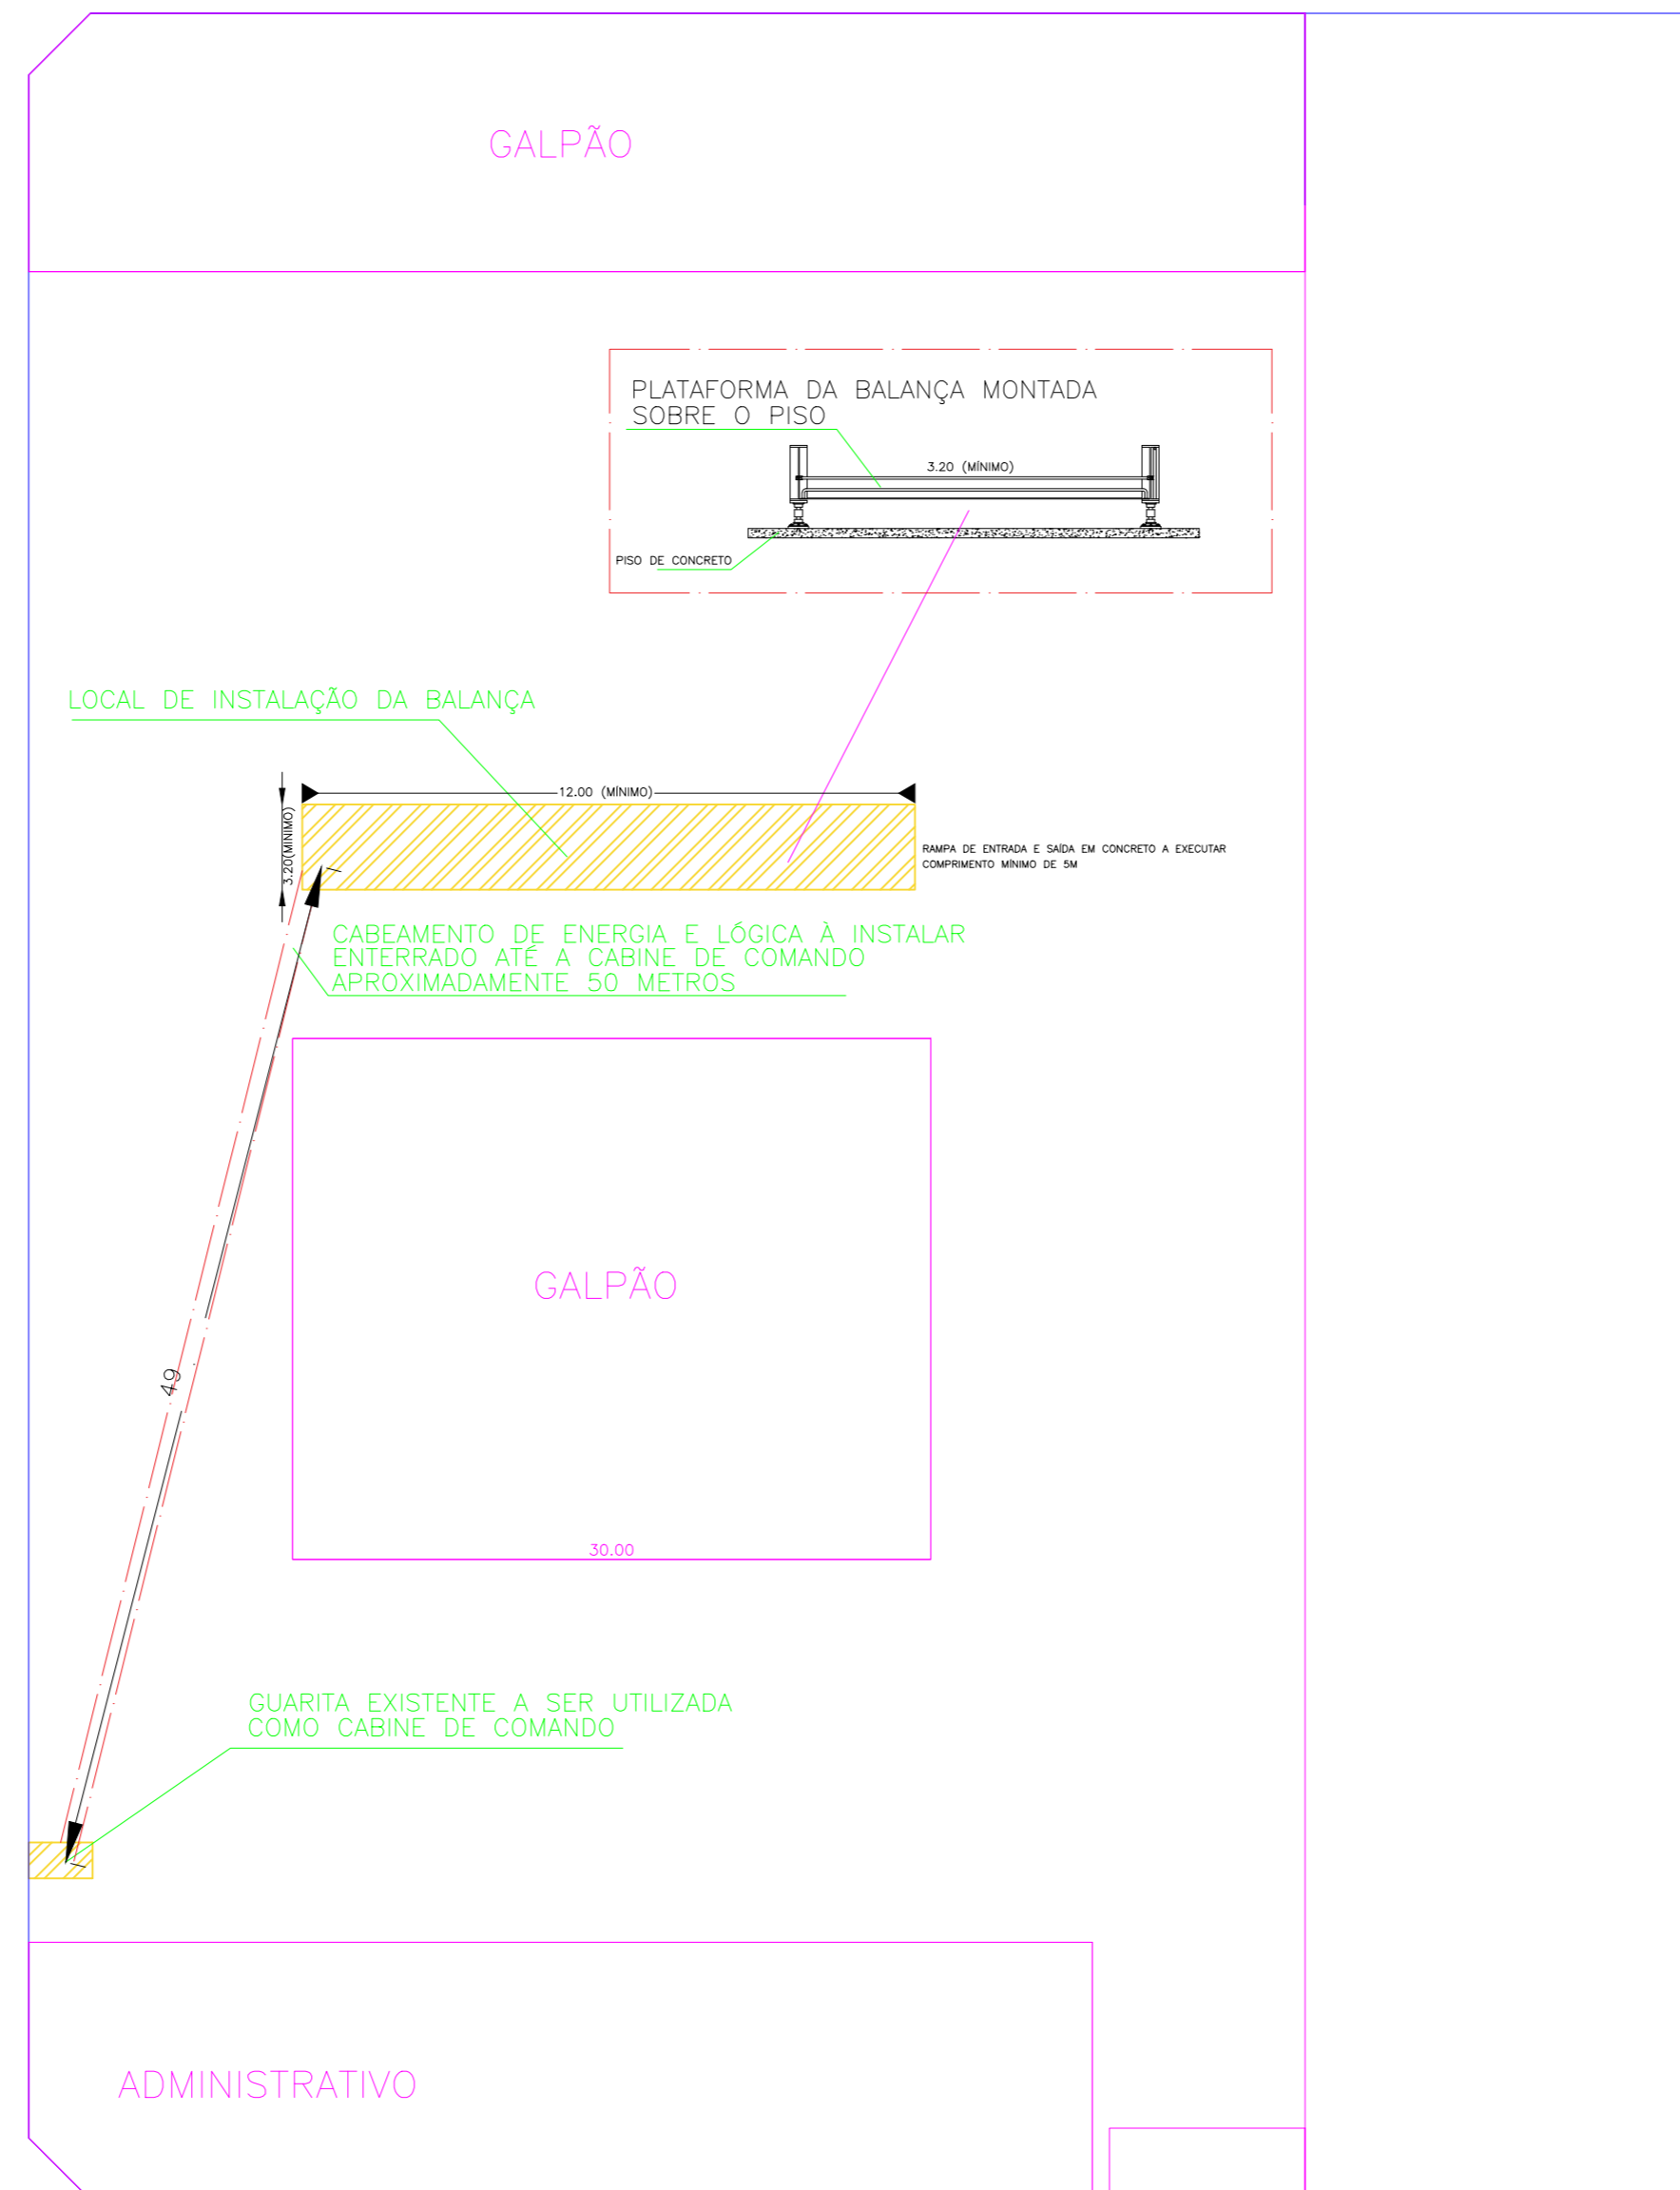 GALPÃO
PLATAFORMA DA BALANÇA MONTADA
SOBRE O PISO
3.20 (MÍNIMO)
PISO DE CONCRETO
LOCAL DE INSTALAÇÃO DA BALANÇA
12.00 (MÍNIMO)
3.20(MÍNIMO)
RAMPA DE ENTRADA E SAÍDA EM CONCRETO A EXECUTAR
COMPRIMENTO MÍNIMO DE 5M
CABEAMENTO DE ENERGIA E LÓGICA À INSTALAR
ENTERRADO ATÉ A CABINE DE COMANDO
APROXIMADAMENTE 50 METROS
GALPÃO
49
30.00
GUARITA EXISTENTE A SER UTILIZADA
COMO CABINE DE COMANDO
ADMINISTRATIVO